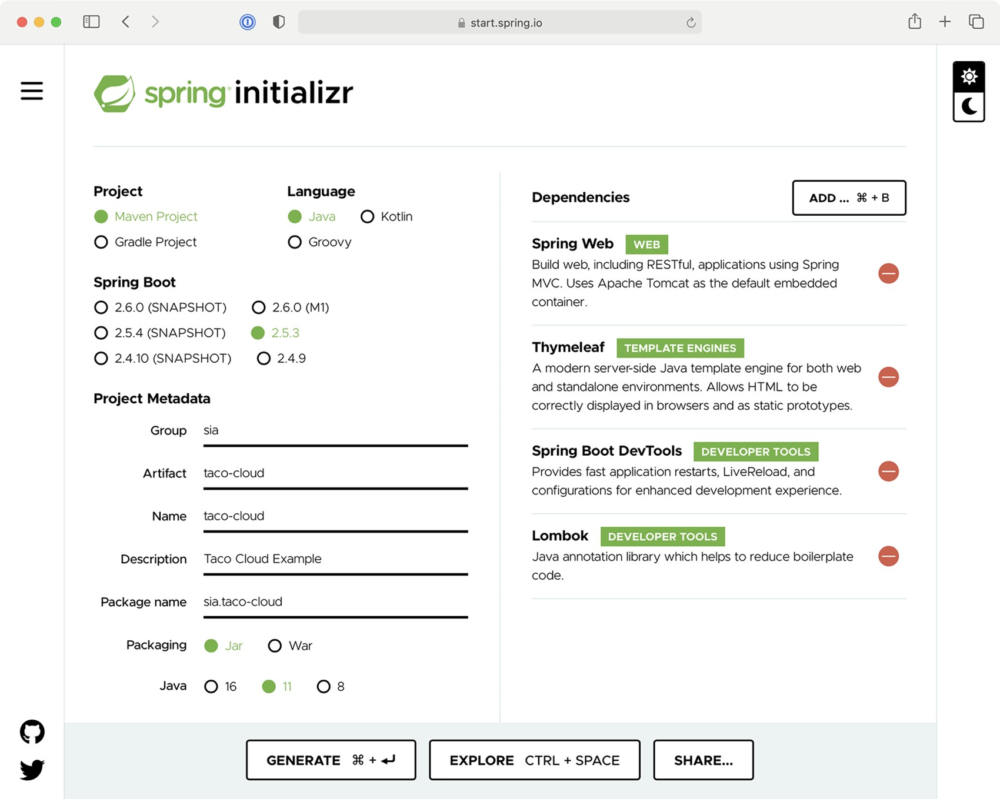 start.spring.io
spring® initializr
Project
Maven Project
Gradle Project
Language
Java Kotlin
Groovy
Spring Boot
2.6.0 (SNAPSHOT) 2.6.0 (M1)
2.5.4 (SNAPSHOT) 2.5.3
2.4.10 (SNAPSHOT) 2.4.9
Project Metadata
Group sia
Artifact taco-cloud
Name taco-cloud
Description Taco Cloud Example
Package name sia.taco-cloud
Packaging Jar War
Java 16 11 8
Dependencies ADD ... ⌘ + B
Spring Web WEB
Build web, including RESTful, applications using Spring
MVC. Uses Apache Tomcat as the default embedded
container.
Thymeleaf TEMPLATE ENGINES
A modern server-side Java template engine for both web
and standalone environments. Allows HTML to be
correctly displayed in browsers and as static prototypes.
Spring Boot DevTools DEVELOPER TOOLS
Provides fast application restarts, LiveReload, and
configurations for enhanced development experience.
Lombok DEVELOPER TOOLS
Java annotation library which helps to reduce boilerplate
code.
GENERATE ⌘ + ↵ EXPLORE CTRL + SPACE SHARE...